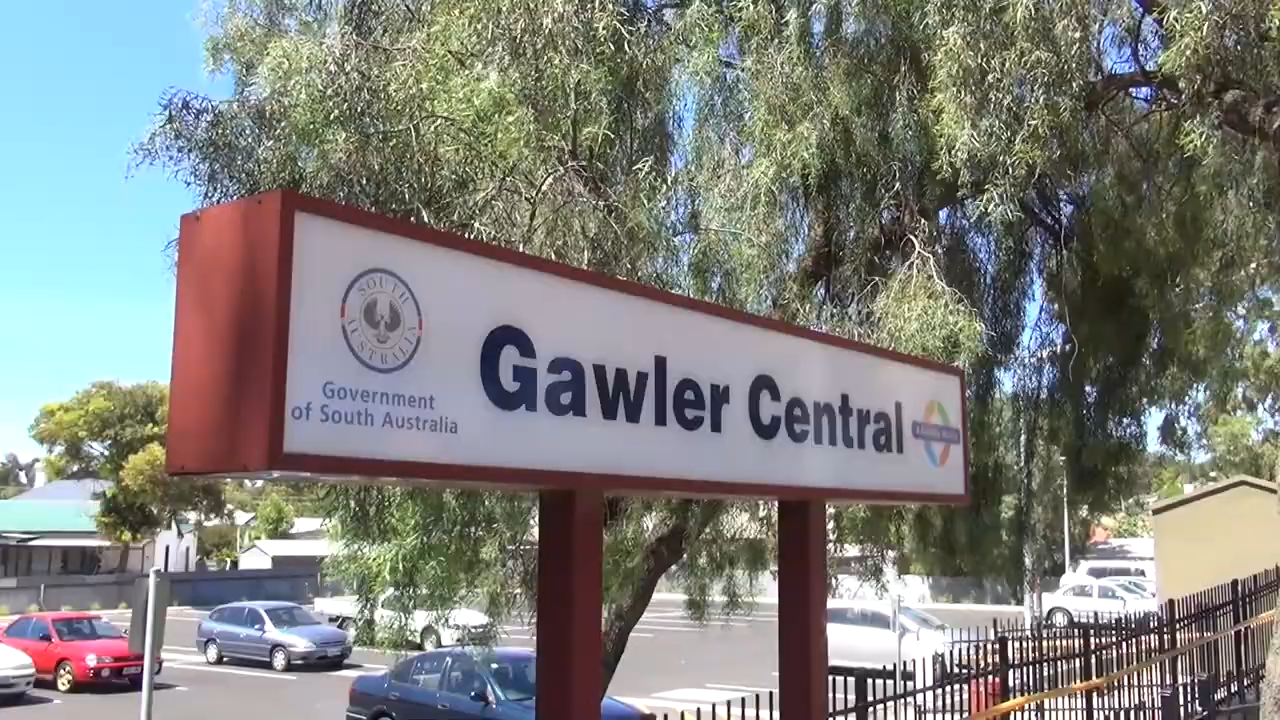 SOUTH
AUSTRALIA
Government
of South Australia
Gawler Central